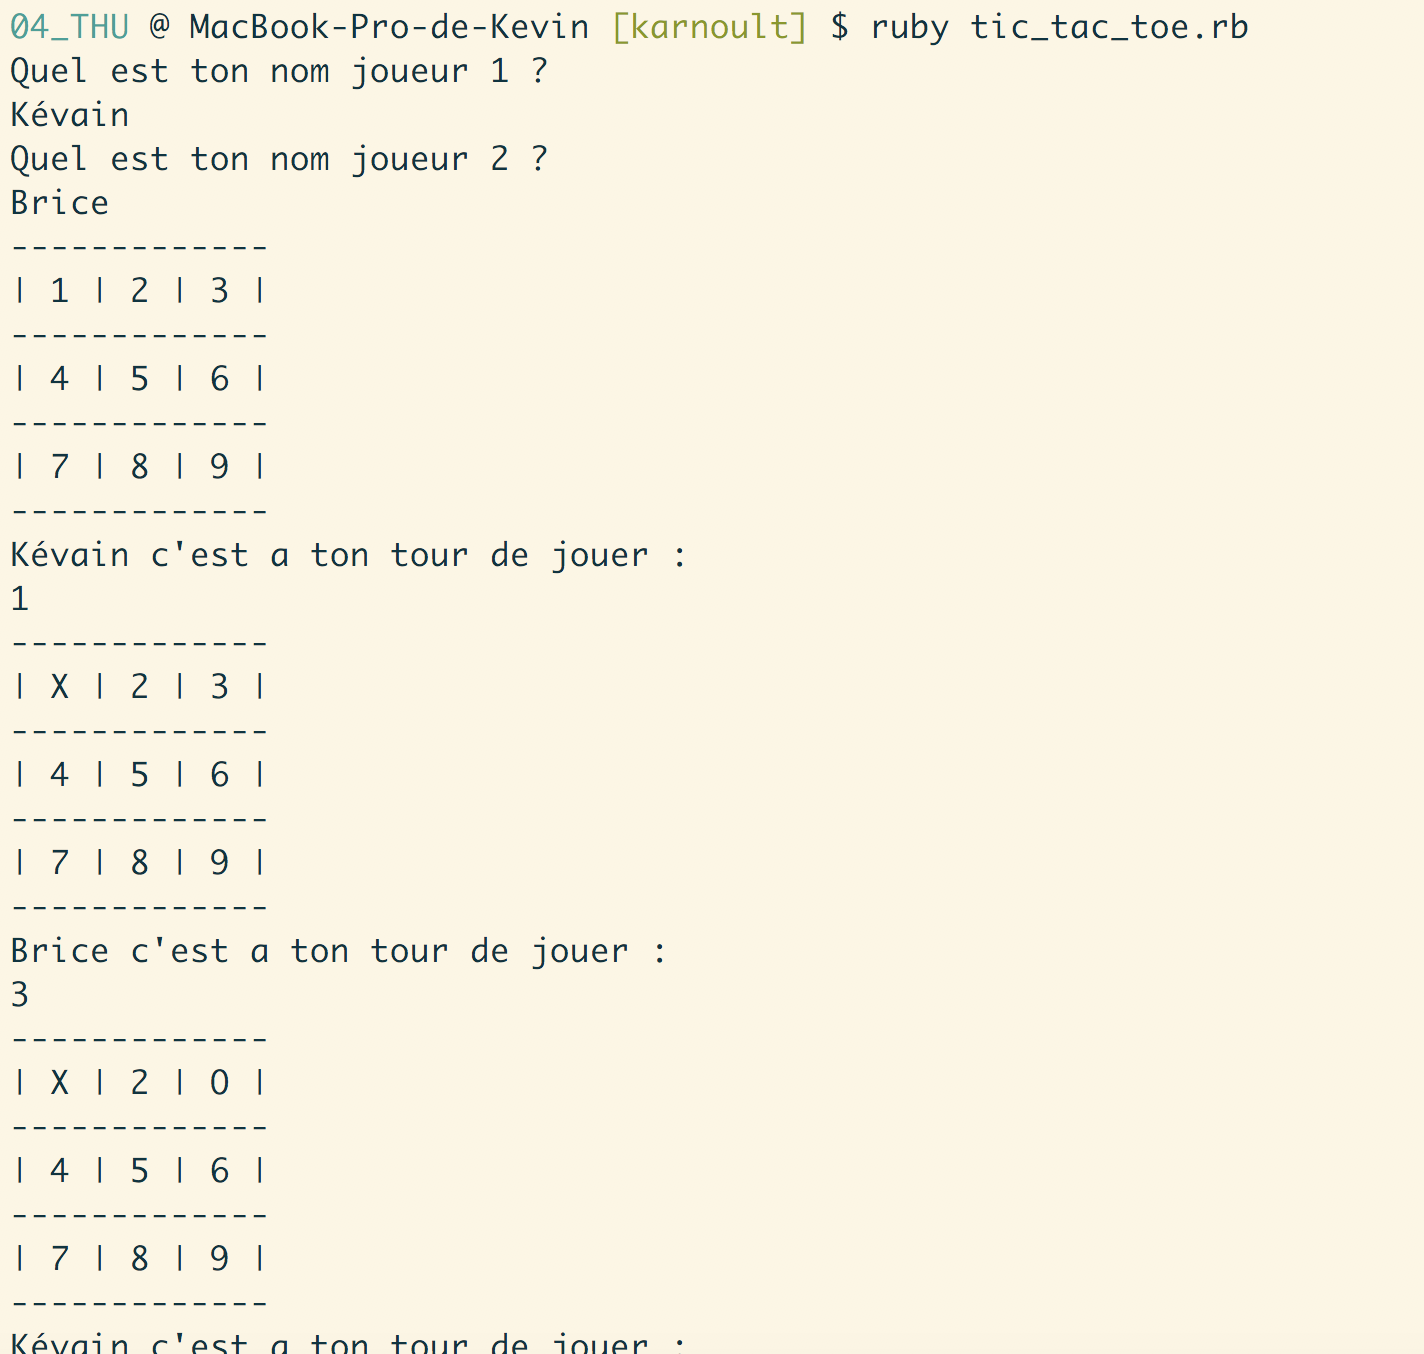 04_THU @ MacBook-Pro-de-Kevin [karnoult] $ ruby tic_tac_toe.rb
Quel est ton nom joueur 1 ?
Kévain
Quel est ton nom joueur 2 ?
Brice
-------------
| 1 | 2 | 3 |
-------------
| 4 | 5 | 6 |
-------------
| 7 | 8 | 9 |
-------------
Kévain c'est a ton tour de jouer :
1
-------------
| X | 2 | 3 |
-------------
| 4 | 5 | 6 |
-------------
| 7 | 8 | 9 |
-------------
Brice c'est a ton tour de jouer :
3
-------------
| X | 2 | O |
-------------
| 4 | 5 | 6 |
-------------
| 7 | 8 | 9 |
-------------
Kévain c'est a ton tour de jouer :